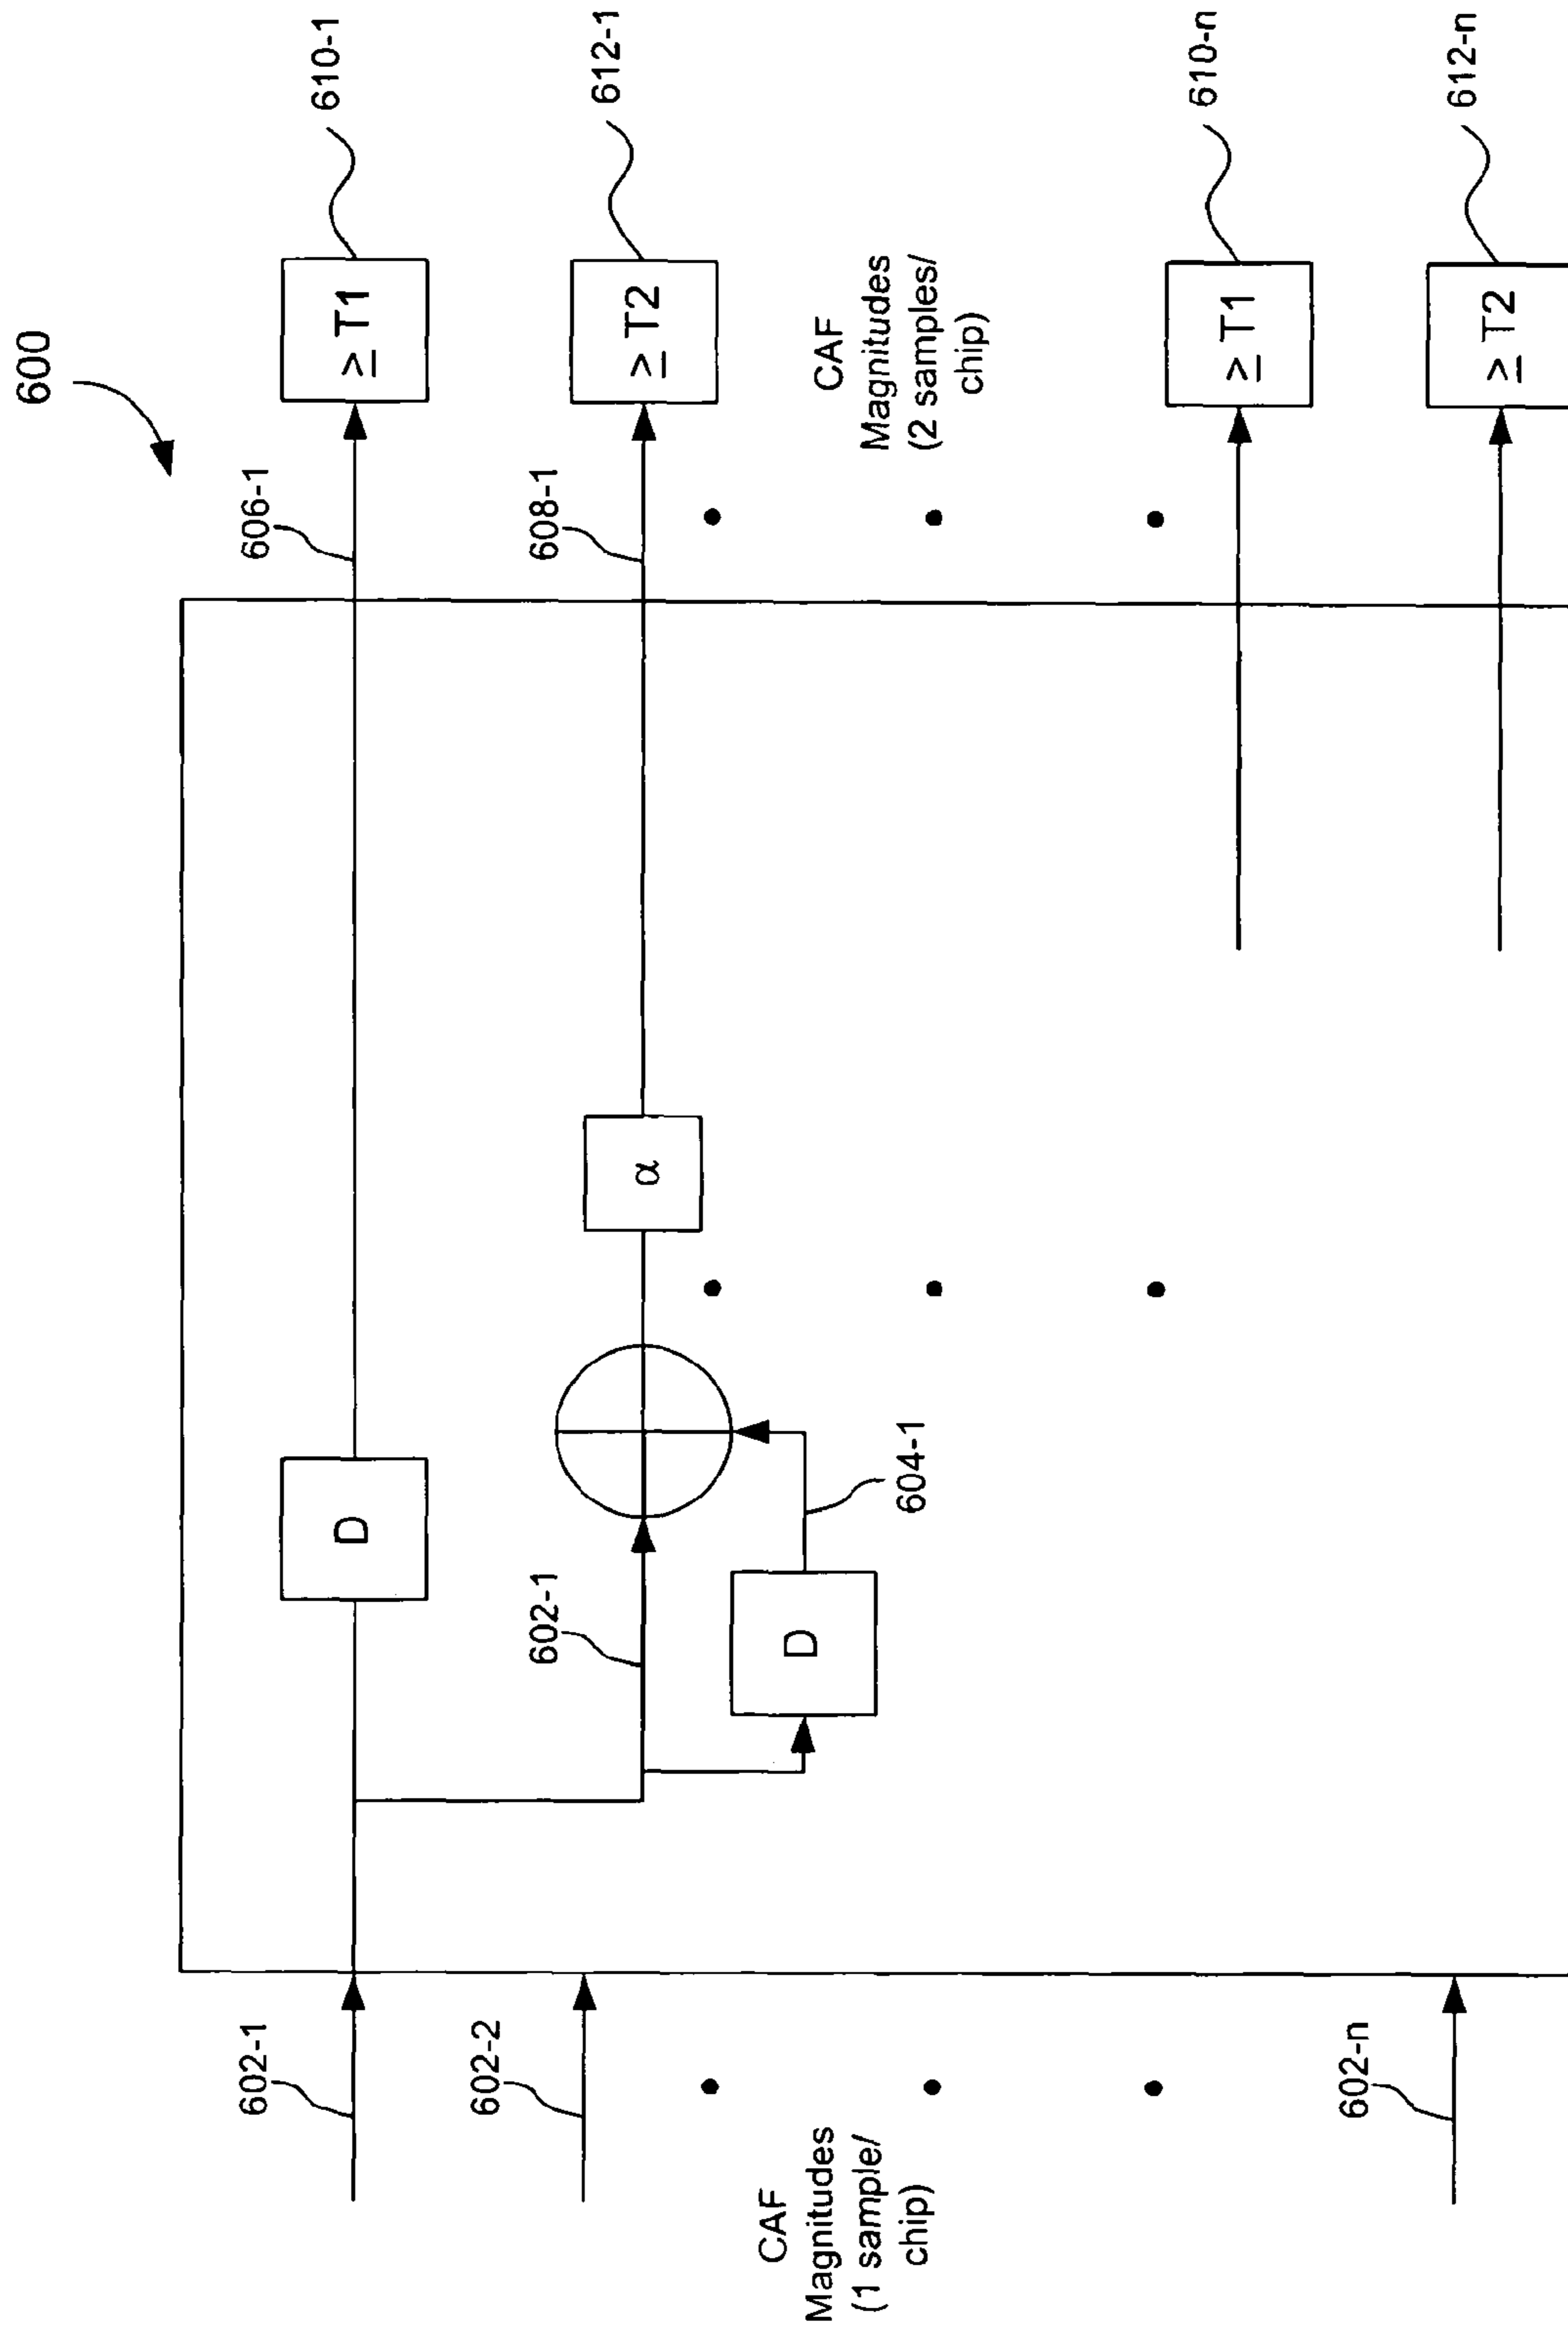 600
602-1
602-2
CAF
Magnitudes
(1 sample/
chip)
602-n
D
602-1
D
604-1
α
606-1
608-1
≥ T1
610-1
≥ T2
612-1
CAF
Magnitudes
(2 samples/
chip)
≥ T1
610-n
≥ T2
612-n